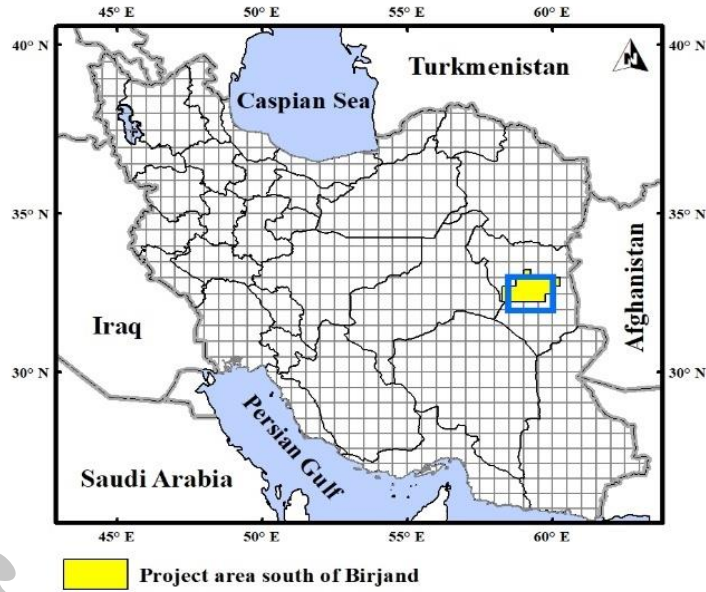 45° E 50° E 55° E 60° E
40° N 40° N
Turkmenistan
N
Caspian Sea
35° N 35° N
Afghanistan
Iraq
30° N 30° N
Persian Gulf
Saudi Arabia
45° E 50° E 55° E 60° E
Project area south of Birjand